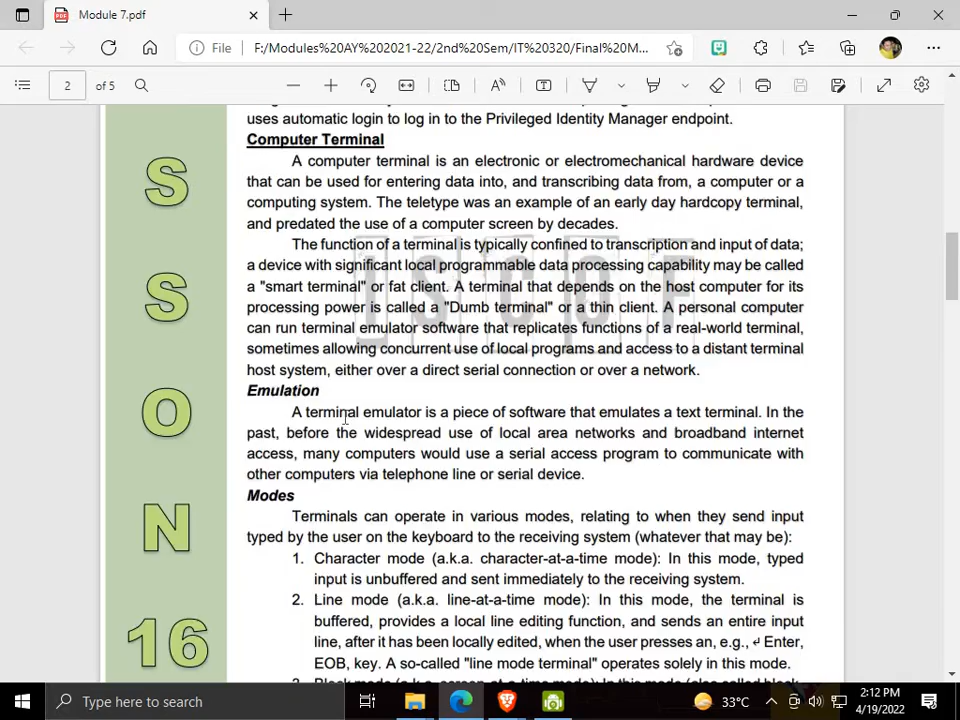 Module 7.pdf
File F:/Modules%20AY%202021-22/2nd%20Sem/IT%20320/Final%20M...
2 of 5
uses automatic login to log in to the Privileged Identity Manager endpoint.
Computer Terminal
A computer terminal is an electronic or electromechanical hardware device
that can be used for entering data into, and transcribing data from, a computer or a
computing system. The teletype was an example of an early day hardcopy terminal,
and predated the use of a computer screen by decades.
The function of a terminal is typically confined to transcription and input of data;
a device with significant local programmable data processing capability may be called
a "smart terminal" or fat client. A terminal that depends on the host computer for its
processing power is called a "Dumb terminal" or a thin client. A personal computer
can run terminal emulator software that replicates functions of a real-world terminal,
sometimes allowing concurrent use of local programs and access to a distant terminal
host system, either over a direct serial connection or over a network.
Emulation
A terminal emulator is a piece of software that emulates a text terminal. In the
past, before the widespread use of local area networks and broadband internet
access, many computers would use a serial access program to communicate with
other computers via telephone line or serial device.
Modes
Terminals can operate in various modes, relating to when they send input
typed by the user on the keyboard to the receiving system (whatever that may be):
1. Character mode (a.k.a. character-at-a-time mode): In this mode, typed
input is unbuffered and sent immediately to the receiving system.
2. Line mode (a.k.a. line-at-a-time mode): In this mode, the terminal is
buffered, provides a local line editing function, and sends an entire input
line, after it has been locally edited, when the user presses an, e.g., ↵ Enter,
EOB, key. A so-called "line mode terminal" operates solely in this mode.
S
S
O
N
16
Type here to search
33°C
2:12 PM
4/19/2022